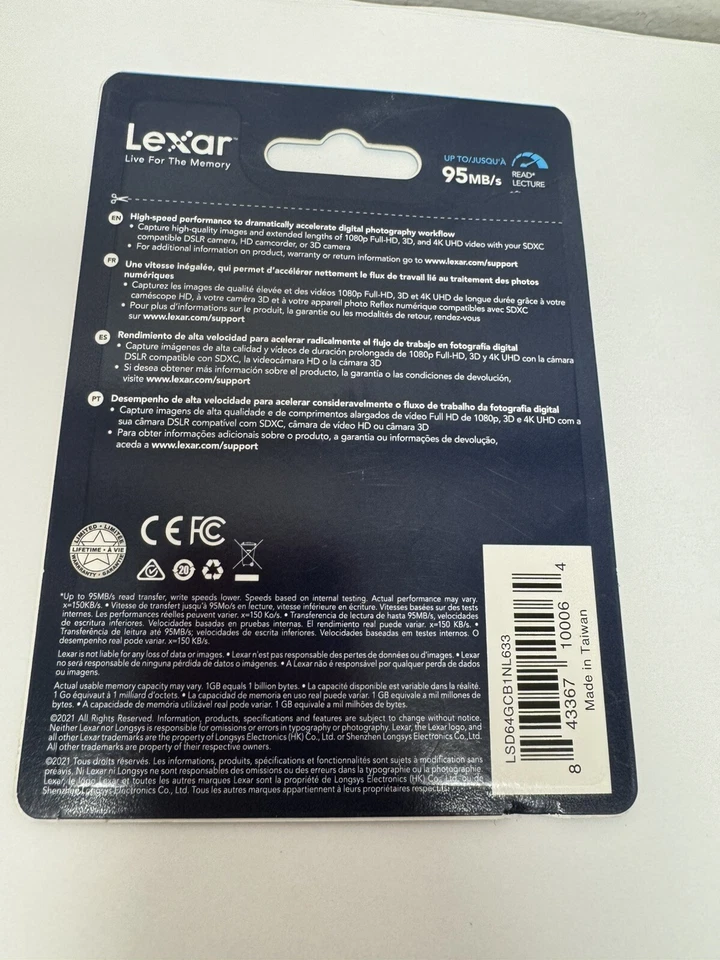 Lexar
Live For The Memory
UP TO/JUSQU'À
95MB/s
READ*
LECTURE
EN
High-speed performance to dramatically accelerate digital photography workflow
• Capture high-quality images and extended lengths of 1080p Full-HD, 3D, and 4K UHD video with your SDXC
compatible DSLR camera, HD camcorder, or 3D camera
• For additional information on product, warranty or return information go to www.lexar.com/support
FR
Une vitesse inégalée, qui permet d'accélérer nettement le flux de travail lié au traitement des photos
numériques
• Capturez les images de qualité élevée et des vidéos 1080p Full-HD, 3D et 4K UHD de longue durée grâce à votre
caméscope HD, à votre caméra 3D et à votre appareil photo Reflex numérique compatibles avec SDXC
• Pour plus d'informations sur le produit, la garantie ou les modalités de retour, rendez-vous
sur www.lexar.com/support
ES
Rendimiento de alta velocidad para acelerar radicalmente el flujo de trabajo en fotografía digital
• Capture imágenes de alta calidad y vídeos de duración prolongada de 1080p Full-HD, 3D y 4K UHD con la cámara
DSLR compatible con SDXC, la videocámara HD o la cámara 3D
• Si desea obtener más información sobre el producto, la garantía o las condiciones de devolución,
visite www.lexar.com/support
PT
Desempenho de alta velocidade para acelerar consideravelmente o fluxo de trabalho da fotografia digital
• Capture imagens de alta qualidade e de comprimentos alargados de vídeo Full HD de 1080p, 3D e 4K UHD com a
sua câmara DSLR compatível com SDXC, câmara de vídeo HD ou câmara 3D
• Para obter informações adicionais sobre o produto, a garantia ou informações de devolução,
aceda a www.lexar.com/support
LIMITED • LIMITÉE
LIFETIME • À VIE
WARRANTY • GARANTIE
CE FC
20
*Up to 95MB/s read transfer, write speeds lower. Speeds based on internal testing. Actual performance may vary.
x=150KB/s. • Vitesse de transfert jusqu'à 95Mo/s en lecture, vitesse inférieure en écriture. Vitesses basées sur des tests
internes. Les performances réelles peuvent varier. x=150 Ko/s. • Transferencia de lectura de hasta 95MB/s, velocidades
de escritura inferiores. Velocidades basadas en pruebas internas. El rendimiento real puede variar. x=150 KB/s. •
Transferência de leitura até 95MB/s; velocidades de escrita inferiores. Velocidades baseadas em testes internos. O
desempenho real pode variar. x=150 KB/s.
Lexar is not liable for any loss of data or images. • Lexar n'est pas responsable des pertes de données ou d'images. • Lexar
no será responsable de ninguna pérdida de datos o imágenes. • A Lexar não é responsável por qualquer perda de dados
ou imagens.
Actual usable memory capacity may vary. 1GB equals 1 billion bytes. • La capacité disponible est variable dans la réalité.
1 Go équivaut à 1 milliard d'octets. • La capacidad de memoria en uso real puede variar. 1 GB equivale a mil millones de
bytes. • A capacidade de memória utilizável real pode variar. 1 GB equivale a mil milhões de bytes.
©2021 All Rights Reserved. Information, products, specifications and features are subject to change without notice.
Neither Lexar nor Longsys is responsible for omissions or errors in typography or photography. Lexar, the Lexar logo, and
all other Lexar trademarks are the property of Longsys Electronics (HK) Co., Ltd. or Shenzhen Longsys Electronics Co., Ltd.
All other trademarks are property of their respective owners.
©2021 Tous droits réservés. Les informations, produits, spécifications et fonctionnalités sont sujets à modification sans
préavis. Ni Lexar ni Longsys ne sont responsables des omissions ou des erreurs dans la typographie ou la photographie.
Lexar, le logo Lexar et toutes les autres marques Lexar sont la propriété de Longsys Electronics (HK) Co., Ltd. ou de
Shenzhen Longsys Electronics Co., Ltd. Tous les autres marques appartiennent à leurs propriétaires respectifs.
LSD64GCB1NL633
8 43367 10006 4
Made in Taiwan